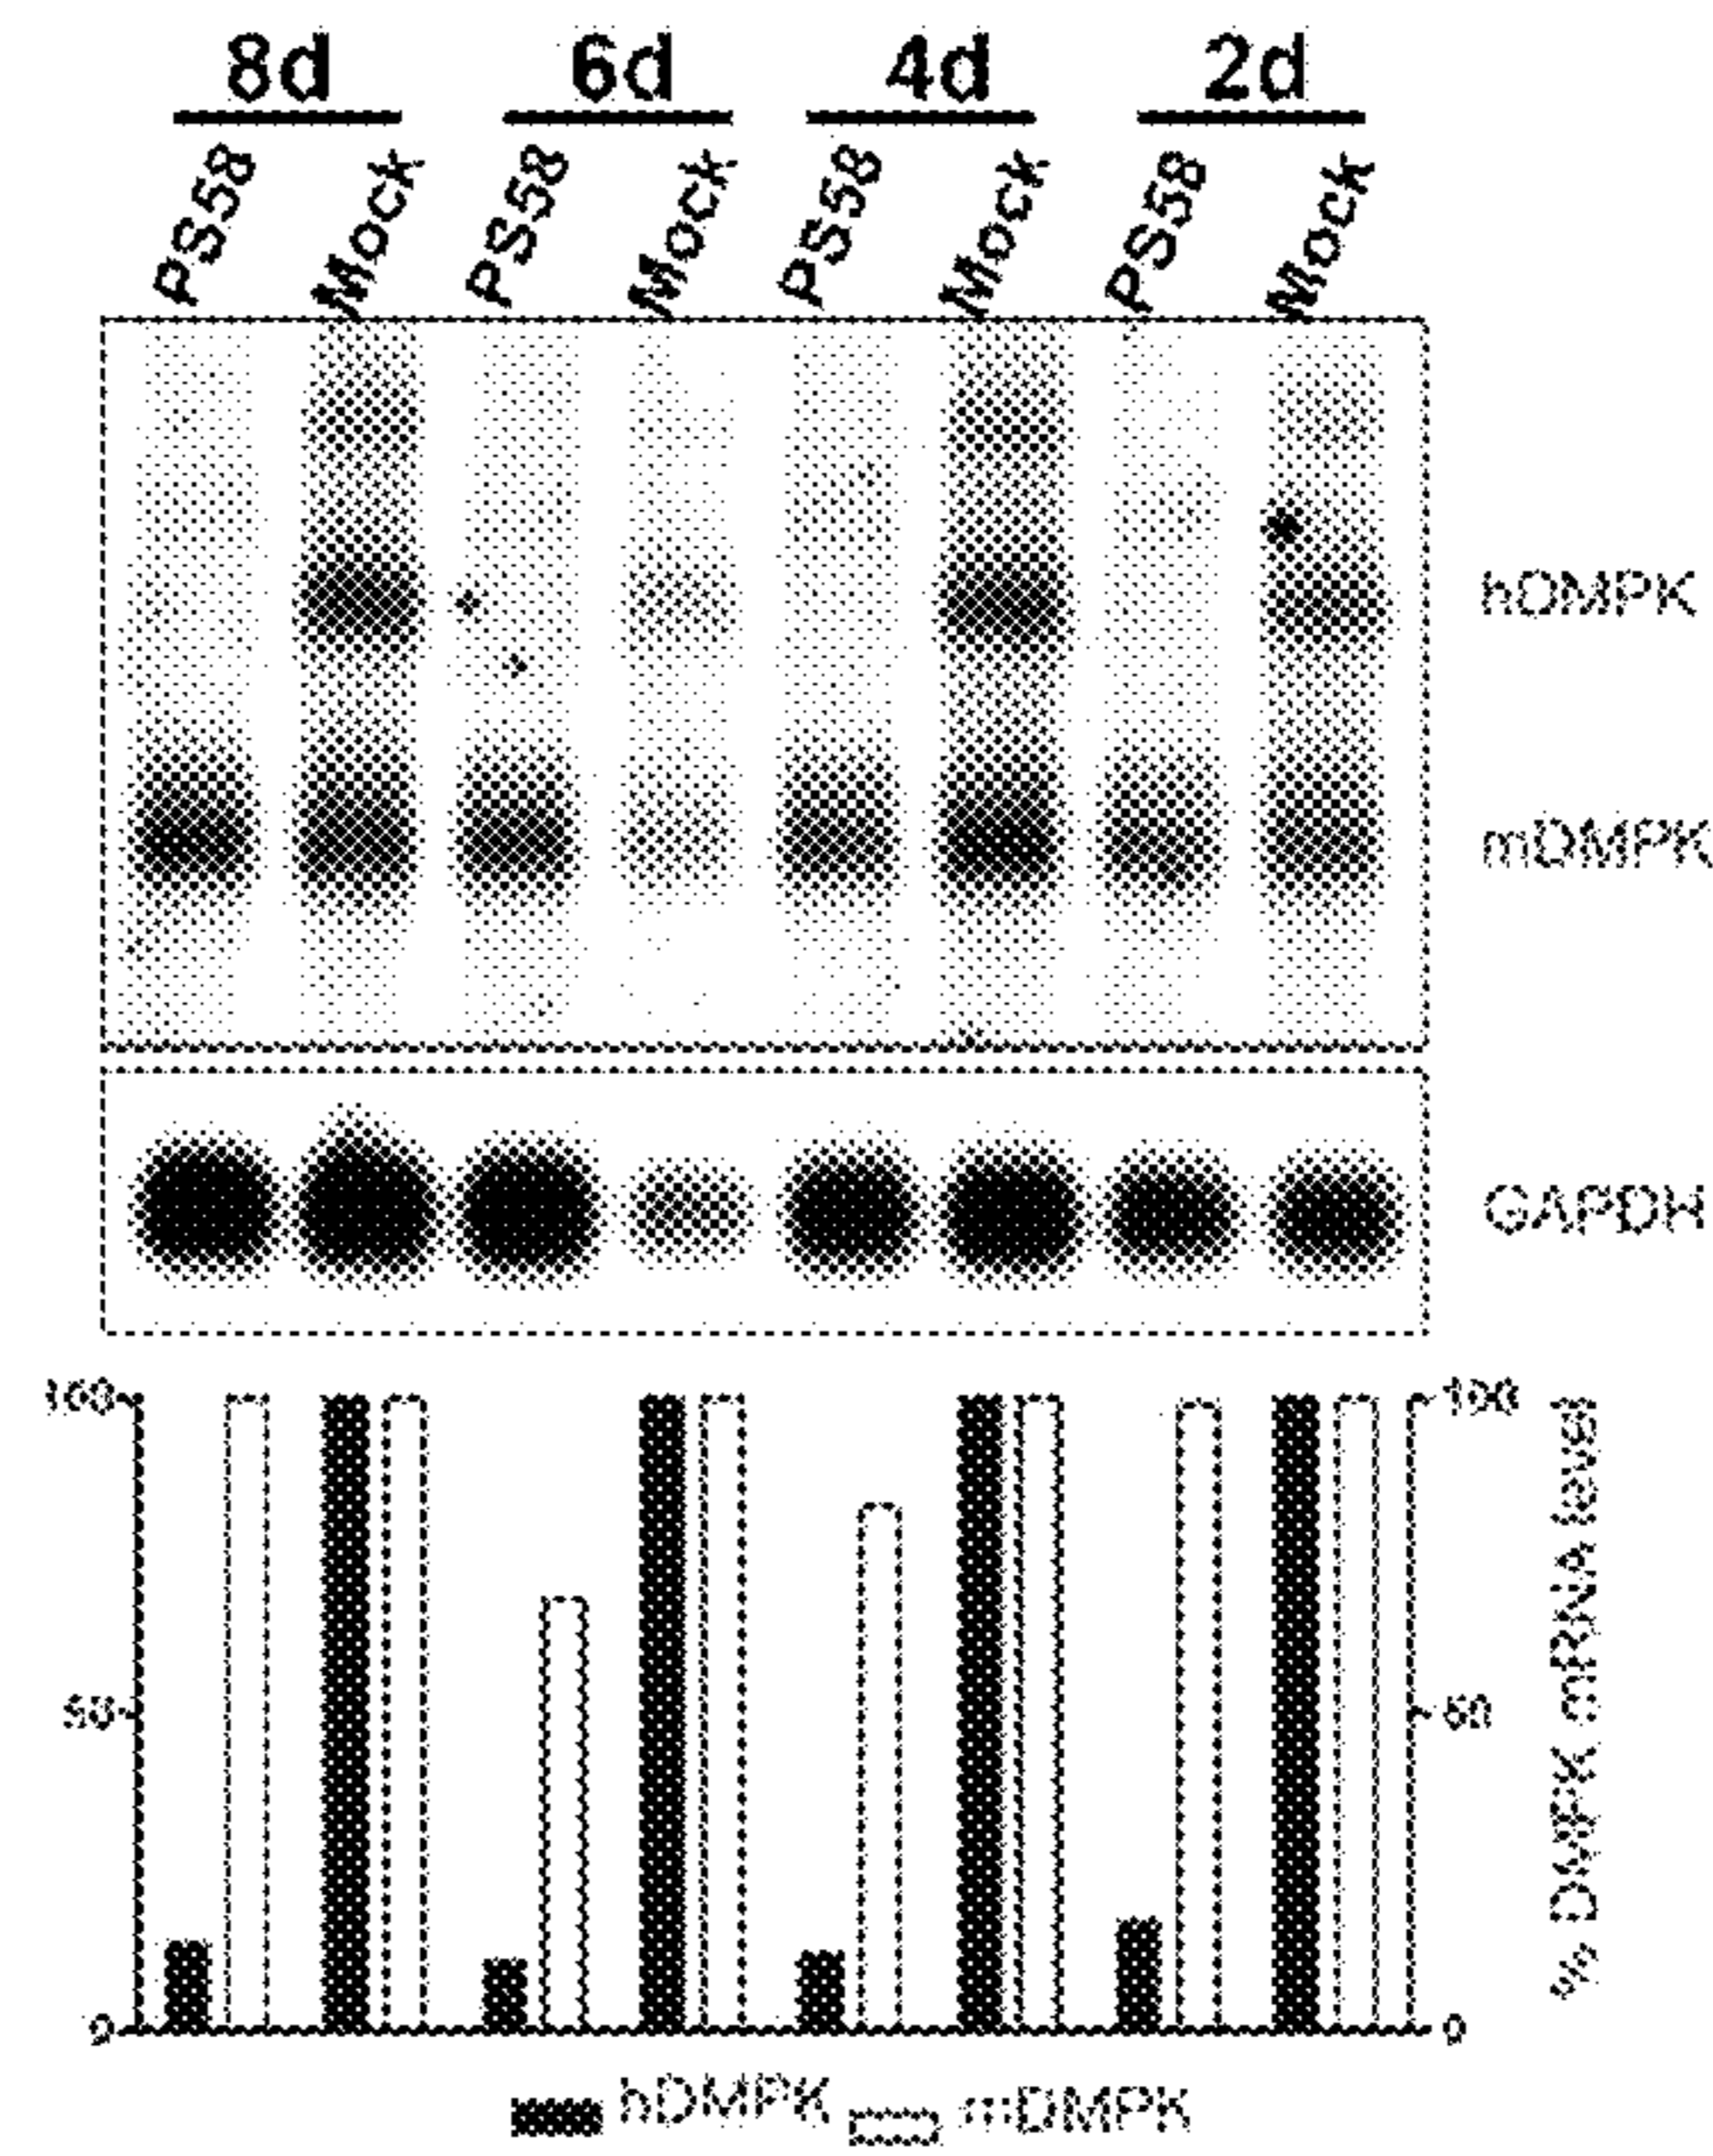 8d 6d 4d 2d
PS58 Mock PS58 Mock PS58 Mock PS58 Mock
hDMPK
mDMPK
GAPDH
100 100
50 50
0 0
% DMPK mRNA level
hDMPK mDMPK